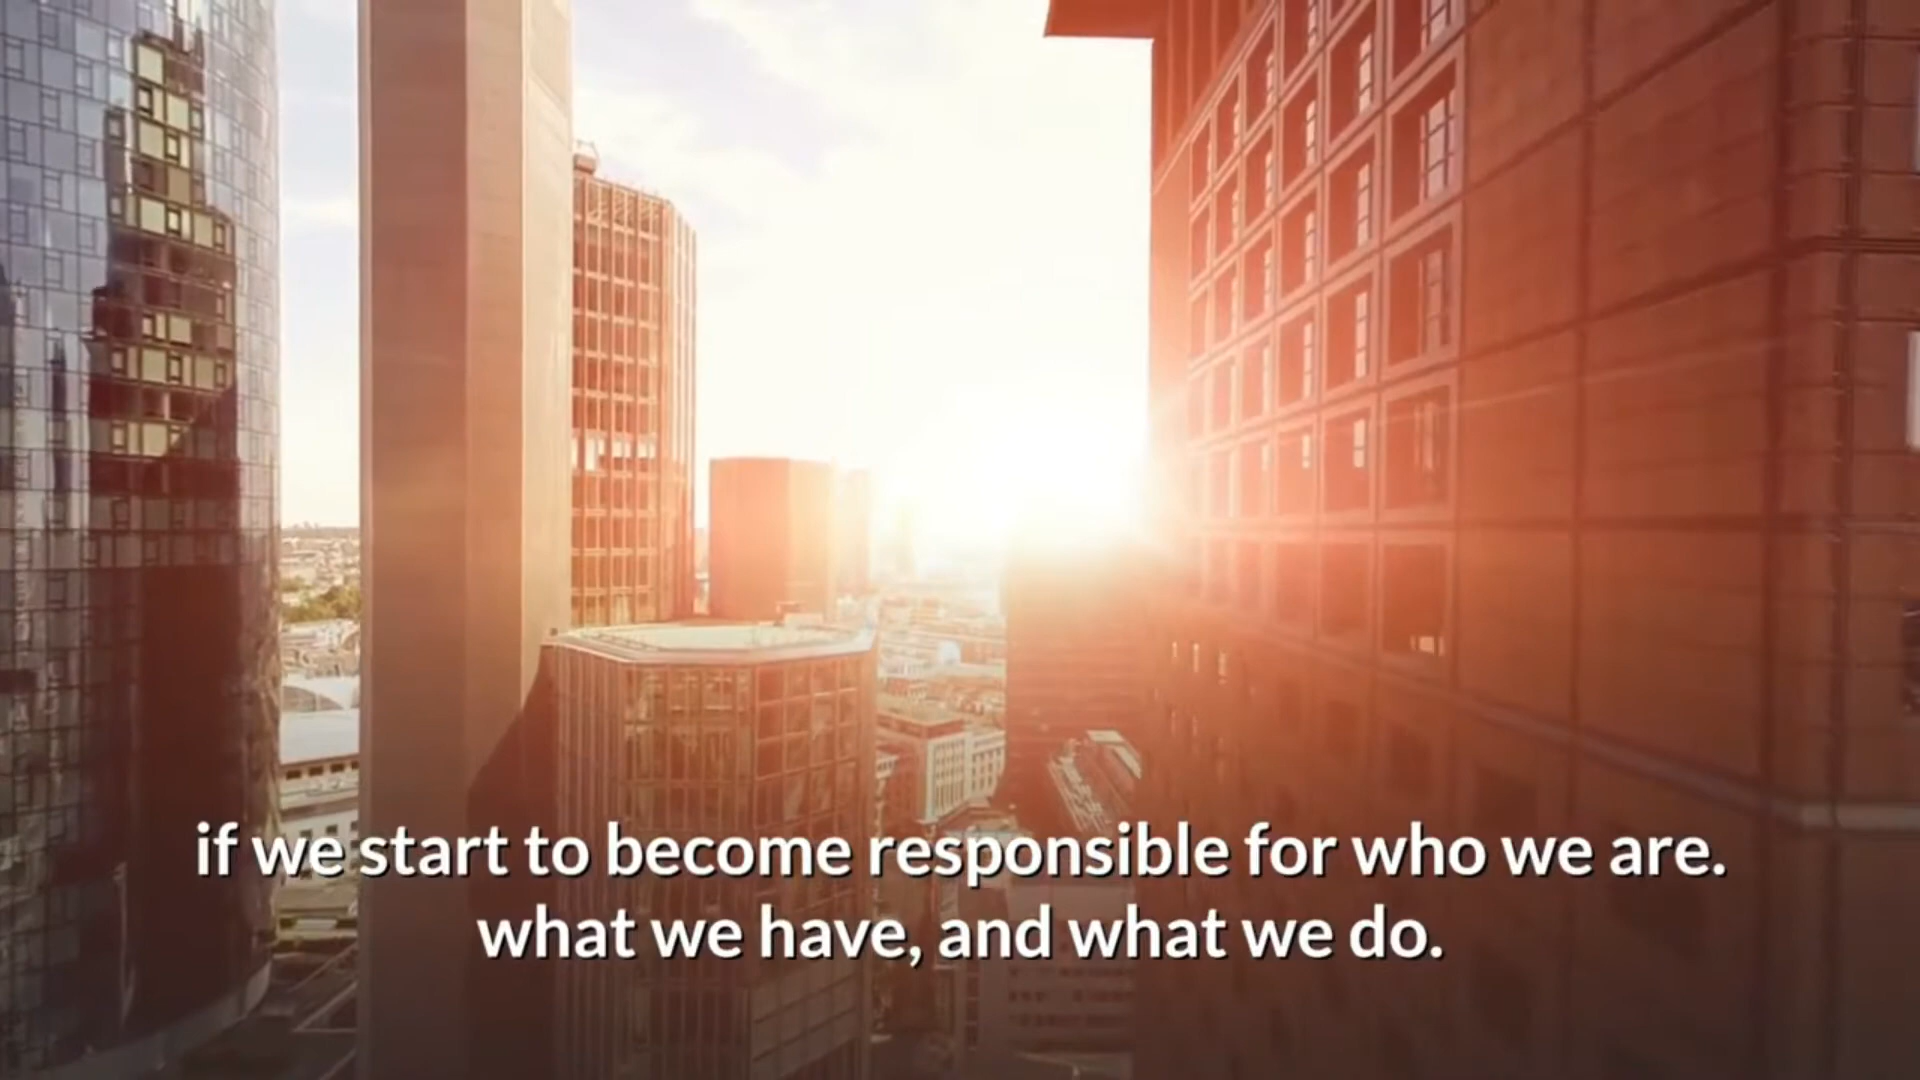 if we start to become responsible for who we are.
what we have, and what we do.